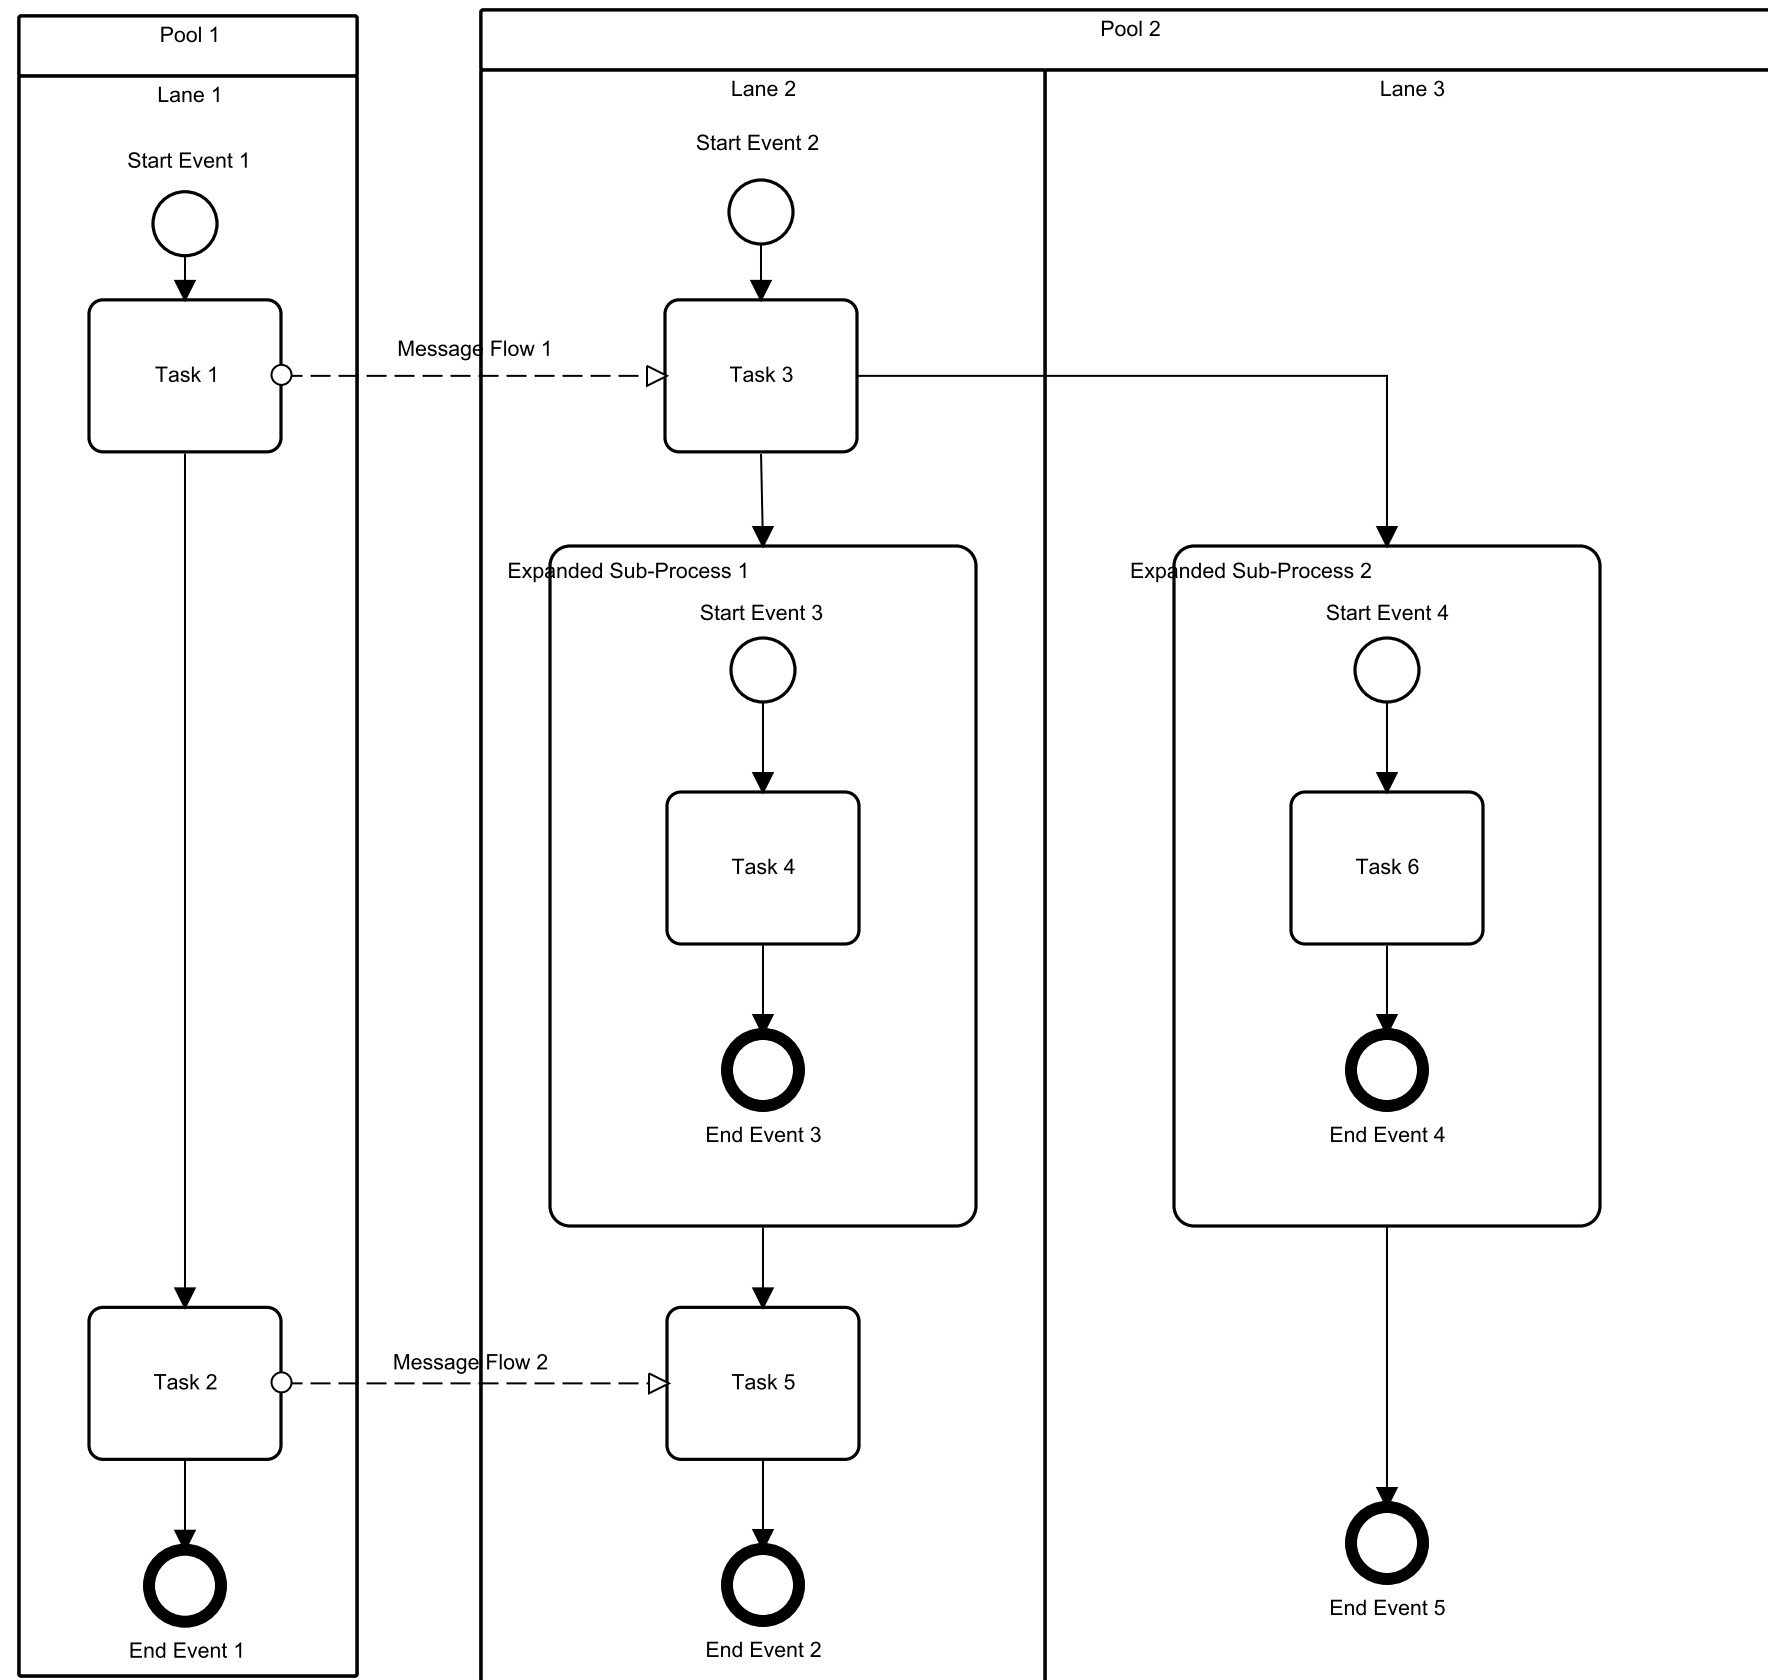 Pool 1
Lane 1
Start Event 1
Task 1
Task 2
End Event 1
Message Flow 1
Message Flow 2
Pool 2
Lane 2
Start Event 2
Task 3
Expanded Sub-Process 1
Start Event 3
Task 4
End Event 3
Task 5
End Event 2
Lane 3
Expanded Sub-Process 2
Start Event 4
Task 6
End Event 4
End Event 5